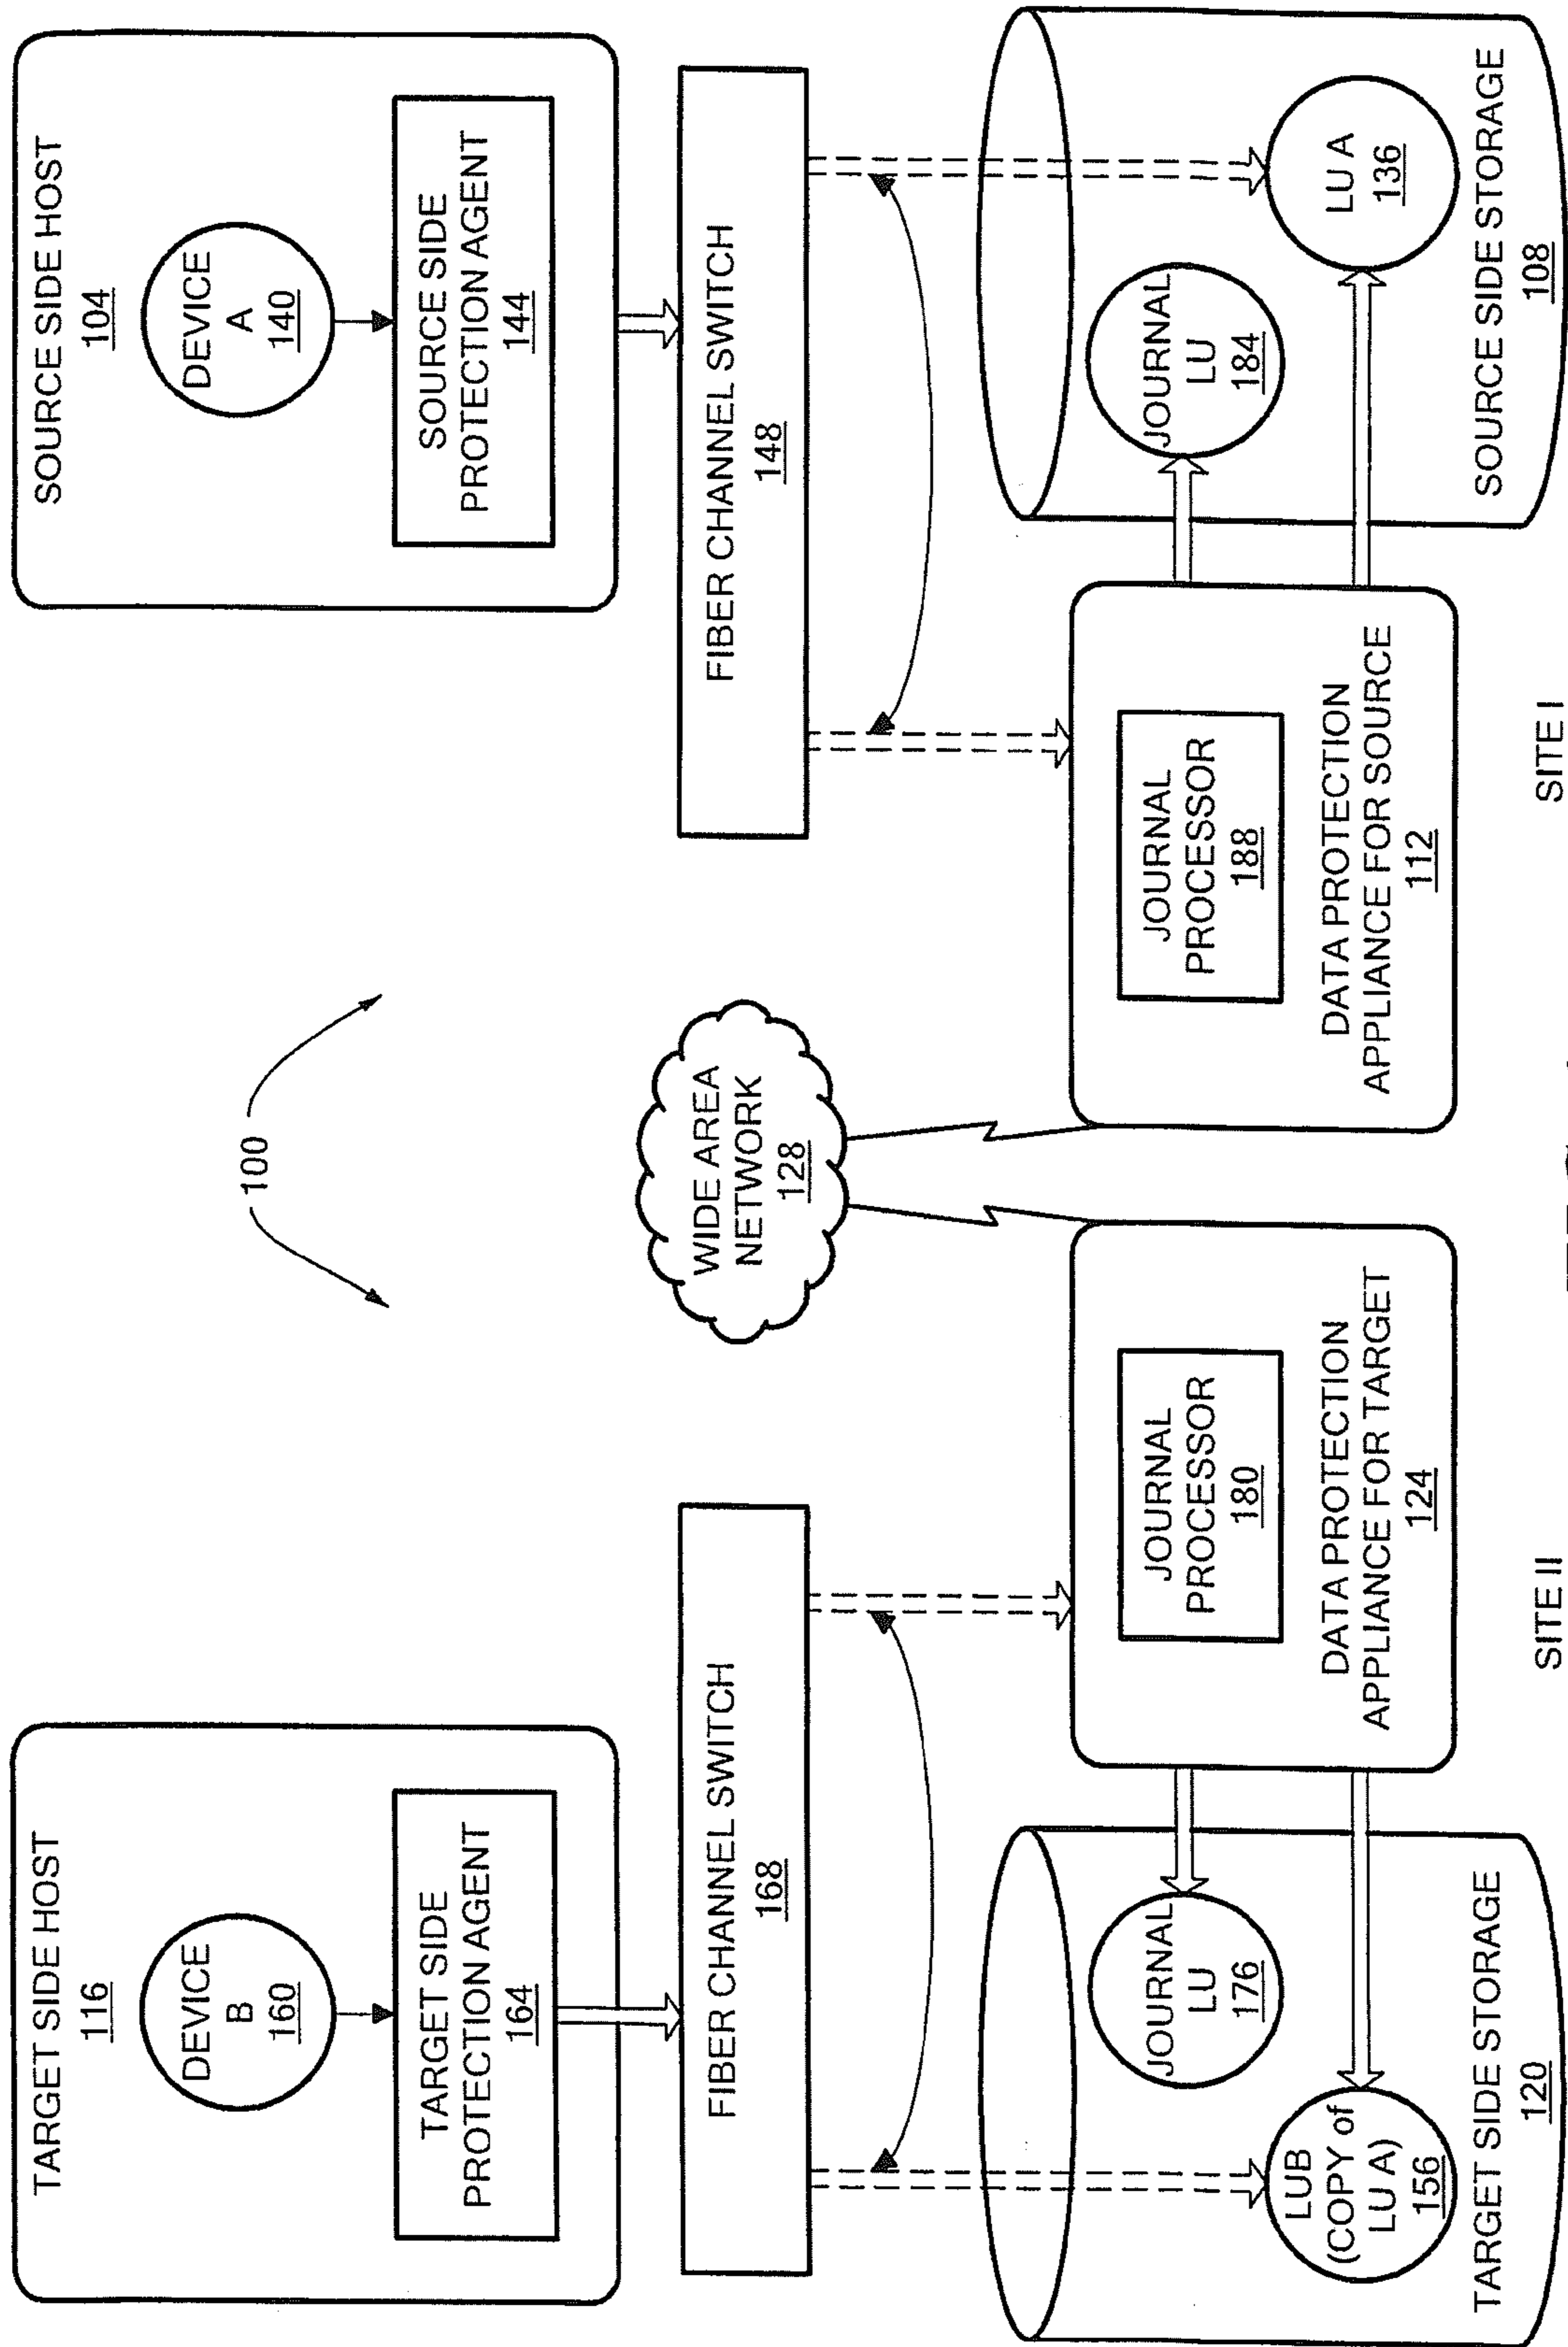 100
TARGET SIDE HOST
116
DEVICE
B
160
TARGET SIDE
PROTECTION AGENT
164
FIBER CHANNEL SWITCH
168
JOURNAL
LU
176
LUB
(COPY of
LU A)
156
TARGET SIDE STORAGE
120
JOURNAL
PROCESSOR
180
DATA PROTECTION
APPLIANCE FOR TARGET
124
SITE II
WIDE AREA
NETWORK
128
SOURCE SIDE HOST
104
DEVICE
A
140
SOURCE SIDE
PROTECTION AGENT
144
FIBER CHANNEL SWITCH
148
JOURNAL
PROCESSOR
188
DATA PROTECTION
APPLIANCE FOR SOURCE
112
SITE I
JOURNAL
LU
184
LU A
136
SOURCE SIDE STORAGE
108